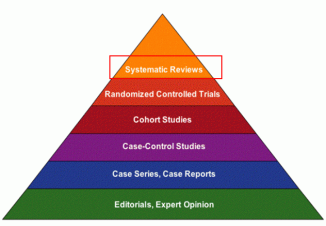 Systematic Reviews
Randomized Controlled Trials
Cohort Studies
Case-Control Studies
Case Series, Case Reports
Editorials, Expert Opinion